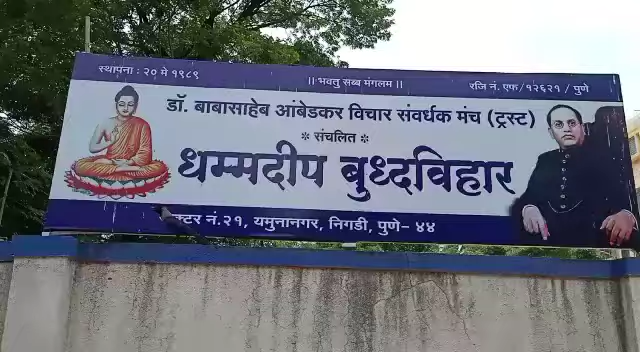 स्थापना : २० मे १९८९
|| भवतु सब्ब मंगलम ||
रजि नं. एफ/१२६२१ / पुणे
डॉ. बाबासाहेब आंबेडकर विचार संवर्धक मंच (ट्रस्ट)
* संचलित *
धम्मदीप बुध्दविहार
क्टर नं.२१, यमुनानगर, निगडी, पुणे- ४४